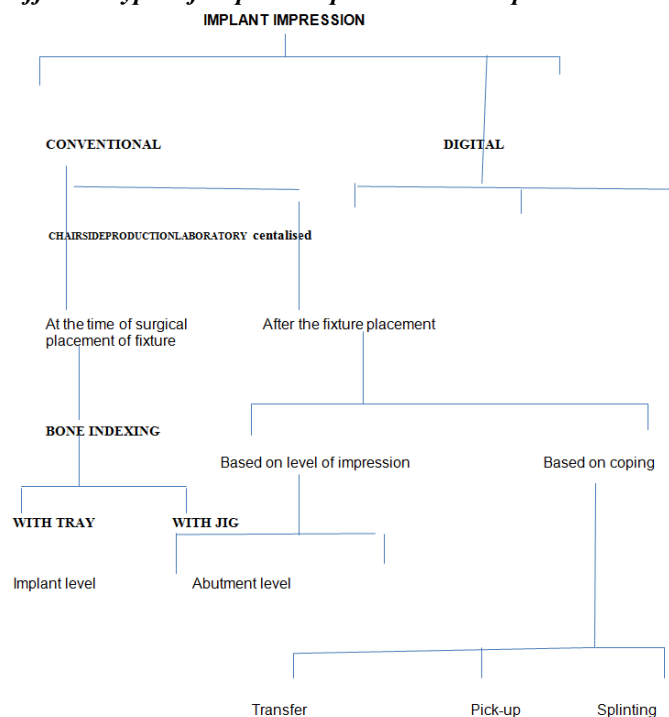 IMPLANT IMPRESSION
CONVENTIONAL
DIGITAL
CHAIRSIDEPRODUCTIONLABORATORY centalised
At the time of surgical
placement of fixture
After the fixture placement
BONE INDEXING
Based on level of impression
Based on coping
WITH TRAY
WITH JIG
Implant level
Abutment level
Transfer
Pick-up
Splinting